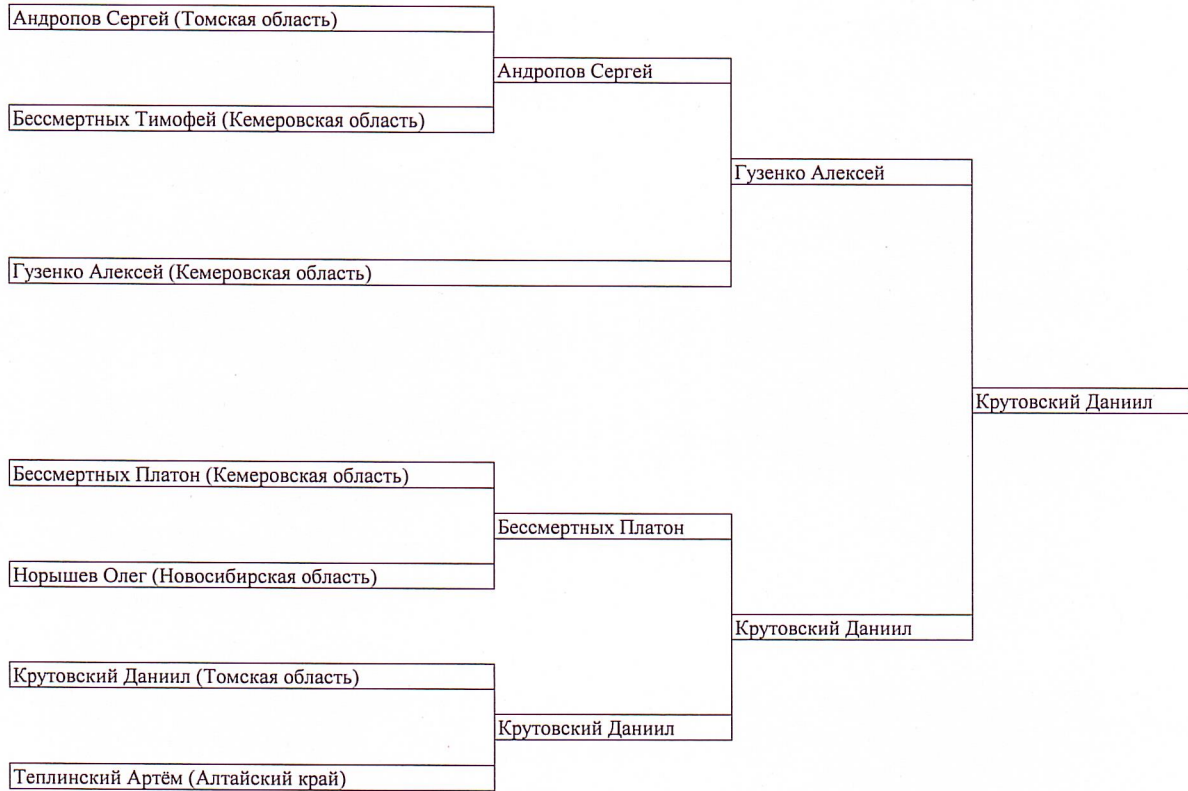 Андропов Сергей (Томская область)
Андропов Сергей
Бессмертных Тимофей (Кемеровская область)
Гузенко Алексей
Гузенко Алексей (Кемеровская область)
Крутовский Даниил
Бессмертных Платон (Кемеровская область)
Бессмертных Платон
Норышев Олег (Новосибирская область)
Крутовский Даниил
Крутовский Даниил (Томская область)
Крутовский Даниил
Теплинский Артём (Алтайский край)